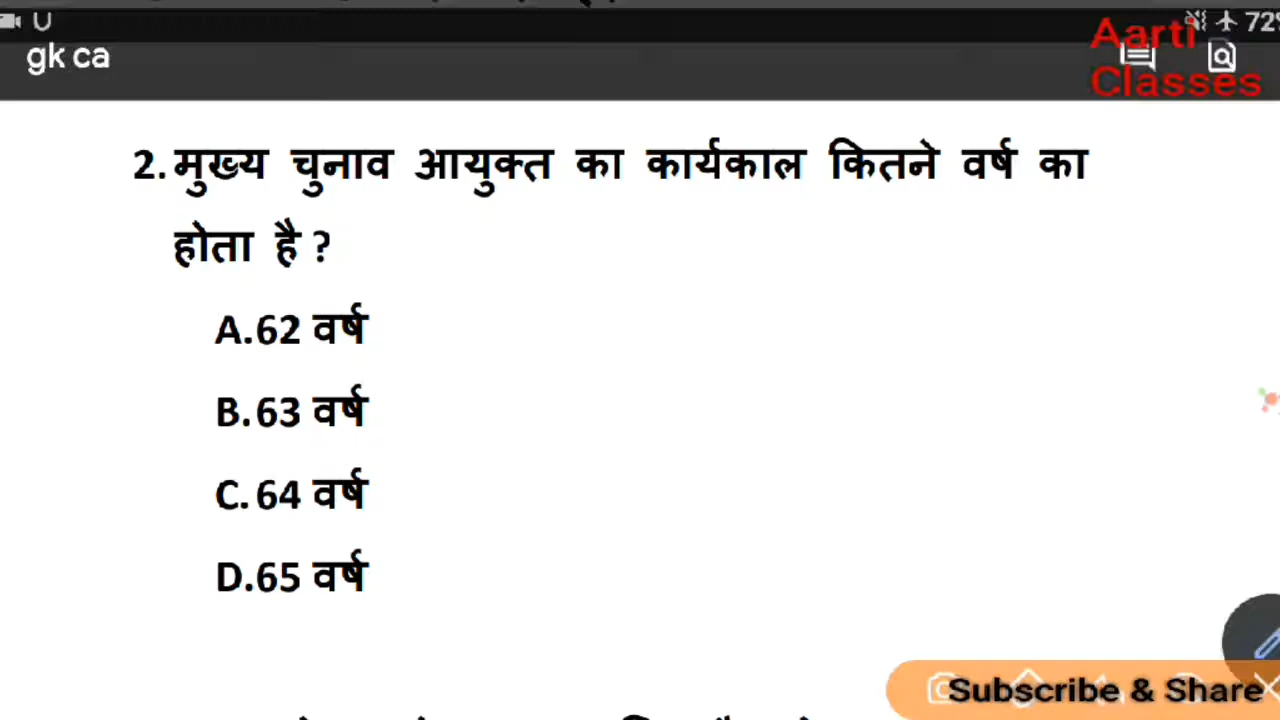 U
72%
gk ca
Aarti
Classes
2. मुख्य चुनाव आयुक्त का कार्यकाल कितने वर्ष का
होता है ?
A.62 वर्ष
B.63 वर्ष
C.64 वर्ष
D.65 वर्ष
Subscribe & Share